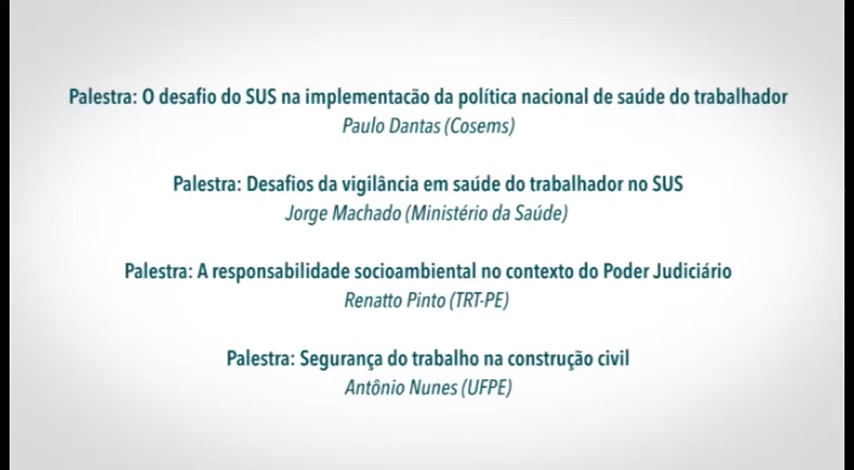 Palestra: O desafio do SUS na implementacão da política nacional de saúde do trabalhador
Paulo Dantas (Cosems)
Palestra: Desafios da vigilância em saúde do trabalhador no SUS
Jorge Machado (Ministério da Saúde)
Palestra: A responsabilidade socioambiental no contexto do Poder Judiciário
Renatto Pinto (TRT-PE)
Palestra: Segurança do trabalho na construção civil
Antônio Nunes (UFPE)